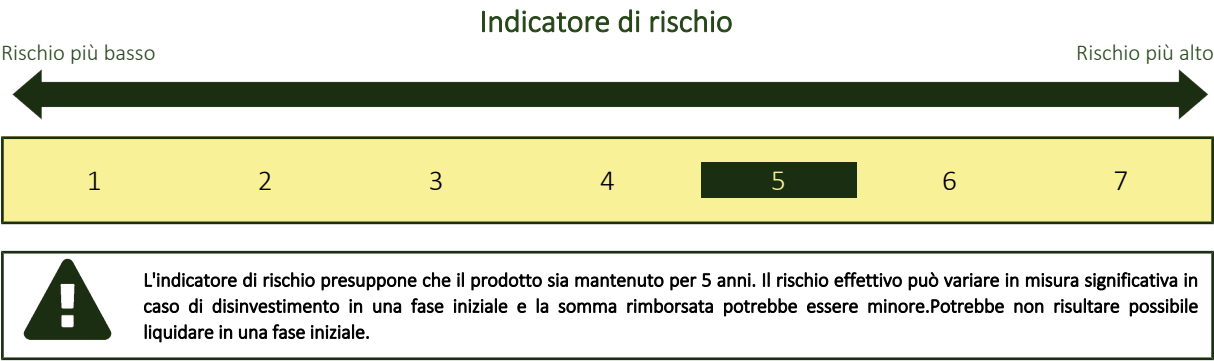 Indicatore di rischio
Rischio più basso Rischio più alto
1 2 3 4 5 6 7
L'indicatore di rischio presuppone che il prodotto sia mantenuto per 5 anni. Il rischio effettivo può variare in misura significativa in
caso di disinvestimento in una fase iniziale e la somma rimborsata potrebbe essere minore.Potrebbe non risultare possibile
liquidare in una fase iniziale.